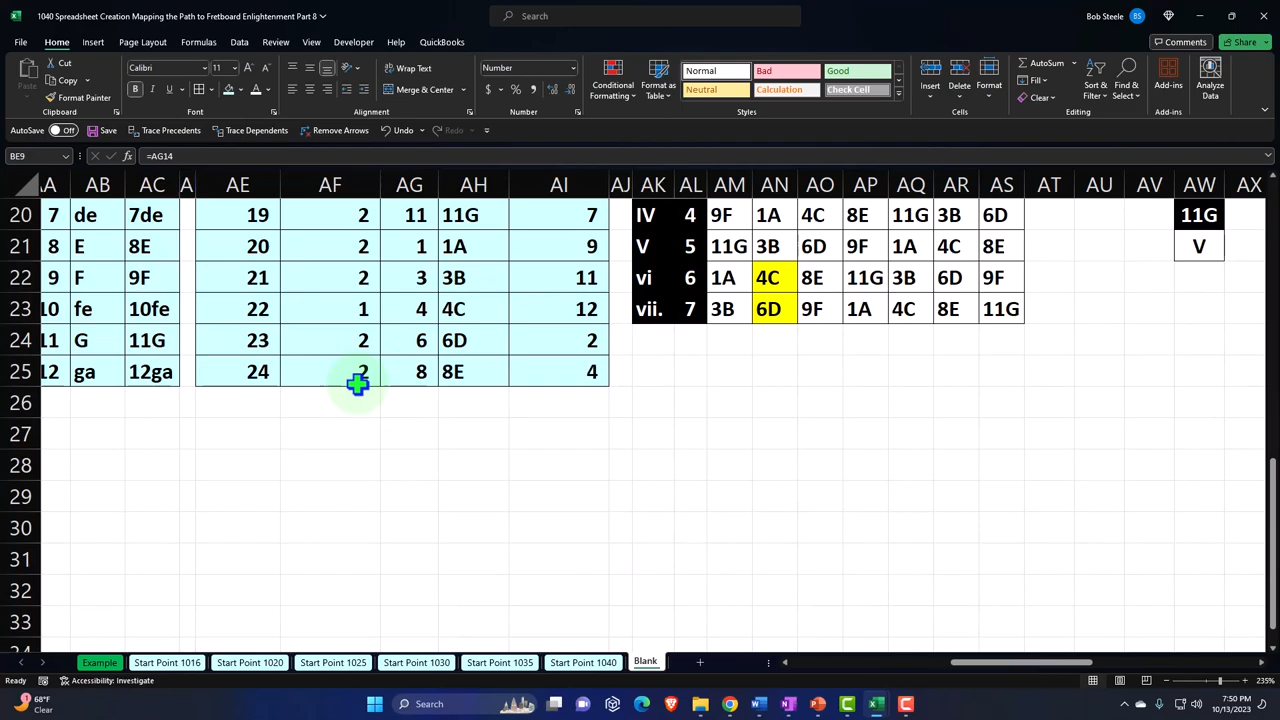 1040 Spreadsheet Creation Mapping the Path to Fretboard Enlightenment Part 8
Search
Bob Steele BS
File Home Insert Page Layout Formulas Data Review View Developer Help QuickBooks Comments Share
Paste Cut Copy Format Painter Clipboard
Calibri 11 B I U A Font
Wrap Text Merge & Center Alignment
Number $ % Number
Conditional Formatting Format as Table Normal Bad Good Neutral Calculation Check Cell Styles
Insert Delete Format Cells
AutoSum Fill Clear Sort & Filter Find & Select Editing
Add-ins Add-ins Analyze Data
AutoSave Off Save Trace Precedents Trace Dependents Remove Arrows Undo Redo
BE9 fx =AG14
AA AB AC A AE AF AG AH AI AJ AK AL AM AN AO AP AQ AR AS AT AU AV AW AX
20 7 de 7de 19 2 11 11G 7 IV 4 9F 1A 4C 8E 11G 3B 6D 11G
21 8 E 8E 20 2 1 1A 9 V 5 11G 3B 6D 9F 1A 4C 8E V
22 9 F 9F 21 2 3 3B 11 vi 6 1A 4C 8E 11G 3B 6D 9F
23 10 fe 10fe 22 1 4 4C 12 vii. 7 3B 6D 9F 1A 4C 8E 11G
24 11 G 11G 23 2 6 6D 2
25 12 ga 12ga 24 2 8 8E 4
26
27
28
29
30
31
32
33
Example Start Point 1016 Start Point 1020 Start Point 1025 Start Point 1030 Start Point 1035 Start Point 1040 Blank
Ready Accessibility: Investigate 235%
68°F
Clear
Search
7:50 PM
10/13/2023